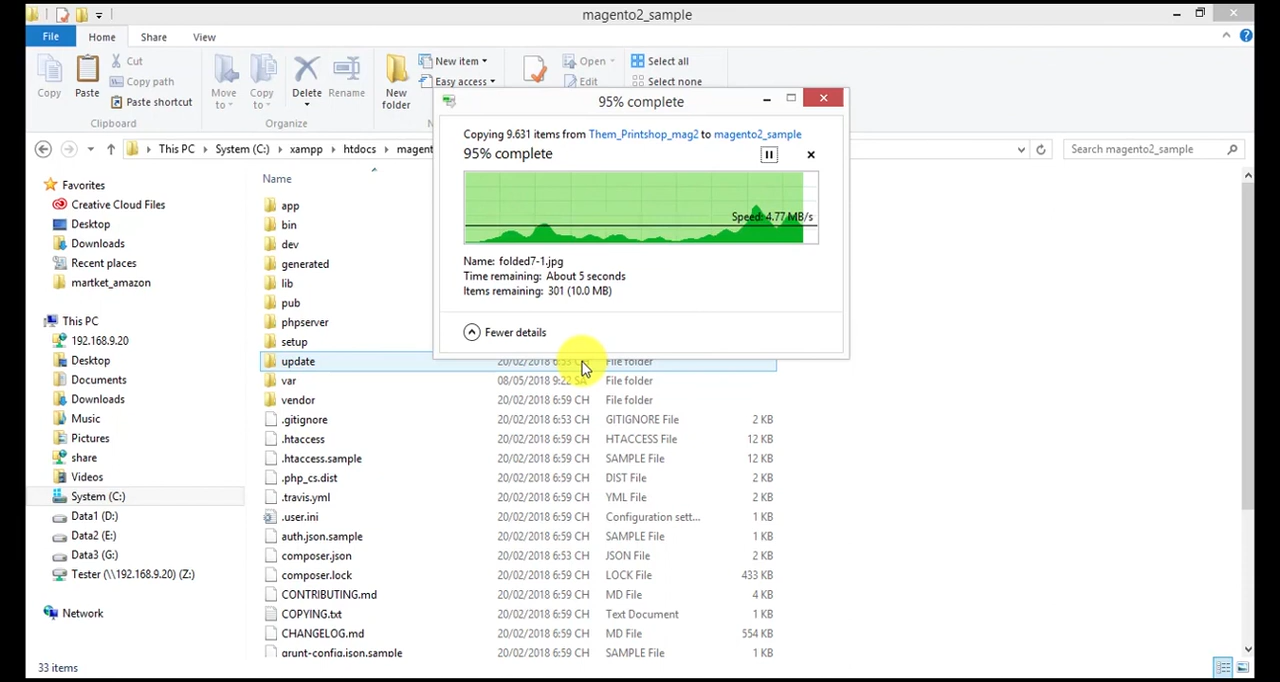 magento2_sample
File Home Share View
Copy
Paste
Cut
Copy path
Paste shortcut
Clipboard
Move to
Copy to
Delete
Rename
Organize
New folder
New item
Easy access
Open
Edit
Select all
Select none
95% complete
Copying 9.631 items from Them_Printshop_mag2 to magento2_sample
95% complete
Speed: 4.77 MB/s
Name: folded7-1.jpg
Time remaining: About 5 seconds
Items remaining: 301 (10.0 MB)
Fewer details
This PC System (C:) xampp htdocs magent
Search magento2_sample
Favorites
Creative Cloud Files
Desktop
Downloads
Recent places
martket_amazon
This PC
192.168.9.20
Desktop
Documents
Downloads
Music
Pictures
share
Videos
System (C:)
Data1 (D:)
Data2 (E:)
Data3 (G:)
Tester (\\192.168.9.20) (Z:)
Network
Name
app
bin
dev
generated
lib
pub
phpserver
setup
update 20/02/2018 6:53 CH File folder
var 08/05/2018 9:22 SA File folder
vendor 20/02/2018 6:59 CH File folder
.gitignore 20/02/2018 6:53 CH GITIGNORE File 2 KB
.htaccess 20/02/2018 6:59 CH HTACCESS File 12 KB
.htaccess.sample 20/02/2018 6:59 CH SAMPLE File 12 KB
.php_cs.dist 20/02/2018 6:59 CH DIST File 2 KB
.travis.yml 20/02/2018 6:59 CH YML File 2 KB
.user.ini 20/02/2018 6:59 CH Configuration sett... 1 KB
auth.json.sample 20/02/2018 6:59 CH SAMPLE File 1 KB
composer.json 20/02/2018 6:53 CH JSON File 2 KB
composer.lock 20/02/2018 6:59 CH LOCK File 433 KB
CONTRIBUTING.md 20/02/2018 6:59 CH MD File 4 KB
COPYING.txt 20/02/2018 6:59 CH Text Document 1 KB
CHANGELOG.md 20/02/2018 6:59 CH MD File 554 KB
grunt-config.json.sample 20/02/2018 6:59 CH SAMPLE File 1 KB
33 items